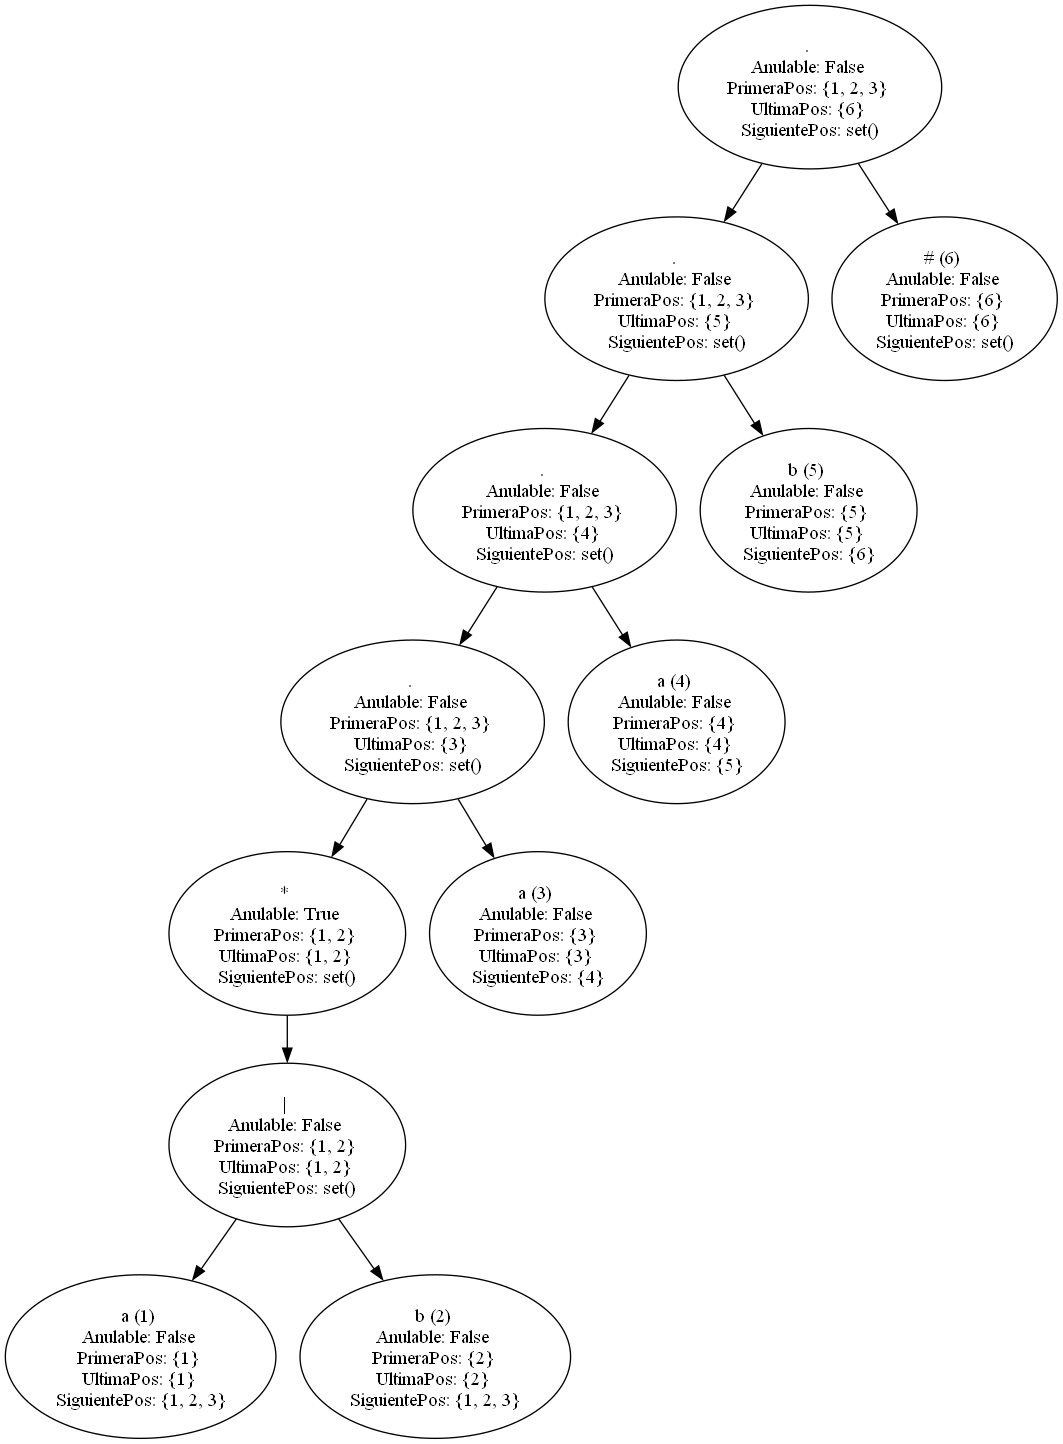 .
Anulable: False
PrimeraPos: {1, 2, 3}
UltimaPos: {6}
SiguientePos: set()
.
Anulable: False
PrimeraPos: {1, 2, 3}
UltimaPos: {5}
SiguientePos: set()
# (6)
Anulable: False
PrimeraPos: {6}
UltimaPos: {6}
SiguientePos: set()
.
Anulable: False
PrimeraPos: {1, 2, 3}
UltimaPos: {4}
SiguientePos: set()
b (5)
Anulable: False
PrimeraPos: {5}
UltimaPos: {5}
SiguientePos: {6}
.
Anulable: False
PrimeraPos: {1, 2, 3}
UltimaPos: {3}
SiguientePos: set()
a (4)
Anulable: False
PrimeraPos: {4}
UltimaPos: {4}
SiguientePos: {5}
*
Anulable: True
PrimeraPos: {1, 2}
UltimaPos: {1, 2}
SiguientePos: set()
a (3)
Anulable: False
PrimeraPos: {3}
UltimaPos: {3}
SiguientePos: {4}
|
Anulable: False
PrimeraPos: {1, 2}
UltimaPos: {1, 2}
SiguientePos: set()
a (1)
Anulable: False
PrimeraPos: {1}
UltimaPos: {1}
SiguientePos: {1, 2, 3}
b (2)
Anulable: False
PrimeraPos: {2}
UltimaPos: {2}
SiguientePos: {1, 2, 3}